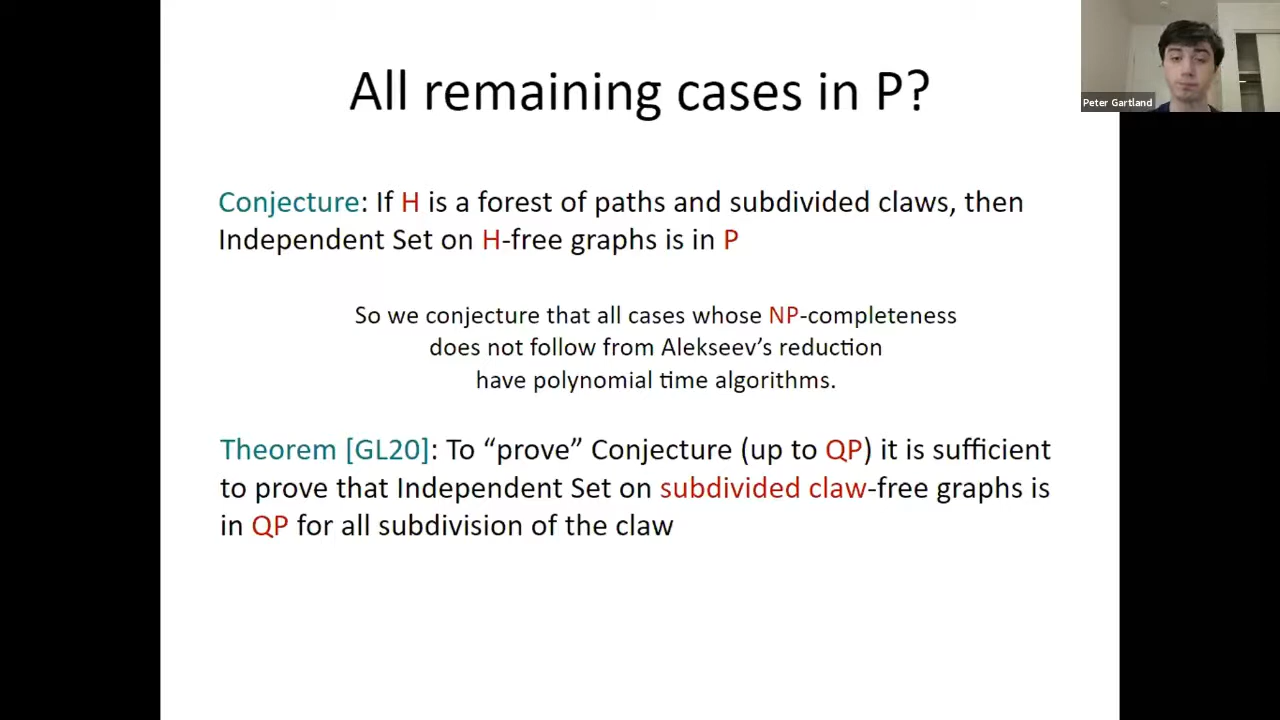 All remaining cases in P?
Peter Gartland
Conjecture: If H is a forest of paths and subdivided claws, then
Independent Set on H-free graphs is in P
So we conjecture that all cases whose NP-completeness
does not follow from Alekseev's reduction
have polynomial time algorithms.
Theorem [GL20]: To “prove” Conjecture (up to QP) it is sufficient
to prove that Independent Set on subdivided claw-free graphs is
in QP for all subdivision of the claw